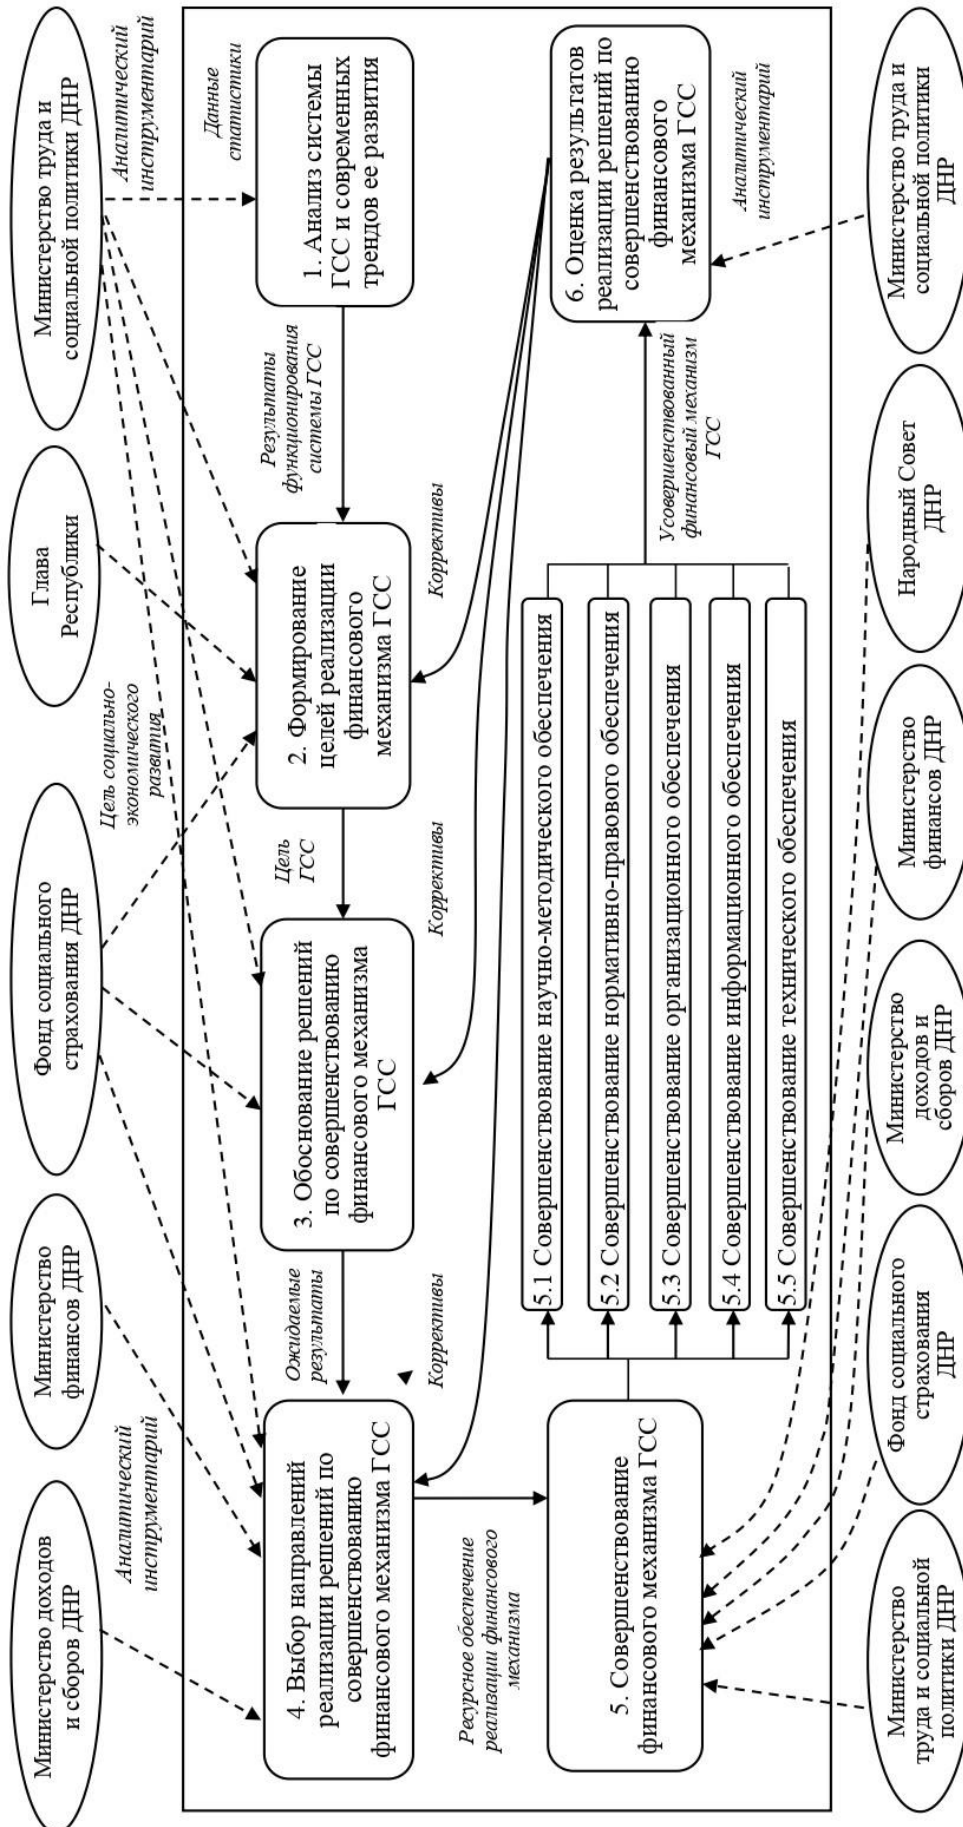 Министерство доходов
и сборов ДНР
Министерство
финансов ДНР
Фонд социального
страхования ДНР
Глава
Республики
Министерство труда и
социальной политики ДНР
Аналитический
инструментарий
Цель социально-
экономического
развития
Аналитический
инструментарий
Данные
статистики
4. Выбор направлений
реализации решений по
совершенствованию
финансового механизма ГСС
Ожидаемые
результаты
3. Обоснование решений
по совершенствованию
финансового механизма
ГСС
Цель
ГСС
2. Формирование
целей реализации
финансового
механизма ГСС
Результаты
функционирования
системы ГСС
1. Анализ системы
ГСС и современных
трендов ее развития
Коррективы
Коррективы
Коррективы
Ресурсное обеспечение
реализации финансового
механизма
5. Совершенствование
финансового механизма ГСС
5.1 Совершенствование научно-методического обеспечения
5.2 Совершенствование нормативно-правового обеспечения
5.3 Совершенствование организационного обеспечения
5.4 Совершенствование информационного обеспечения
5.5 Совершенствование технического обеспечения
Усовершенствованный
финансовый механизм
ГСС
6. Оценка результатов
реализации решений по
совершенствованию
финансового
механизма ГСС
Аналитический
инструментарий
Министерство
труда и социальной
политики ДНР
Фонд социального
страхования
ДНР
Министерство
доходов и
сборов ДНР
Министерство
финансов ДНР
Народный Совет
ДНР
Министерство труда и
социальной политики
ДНР